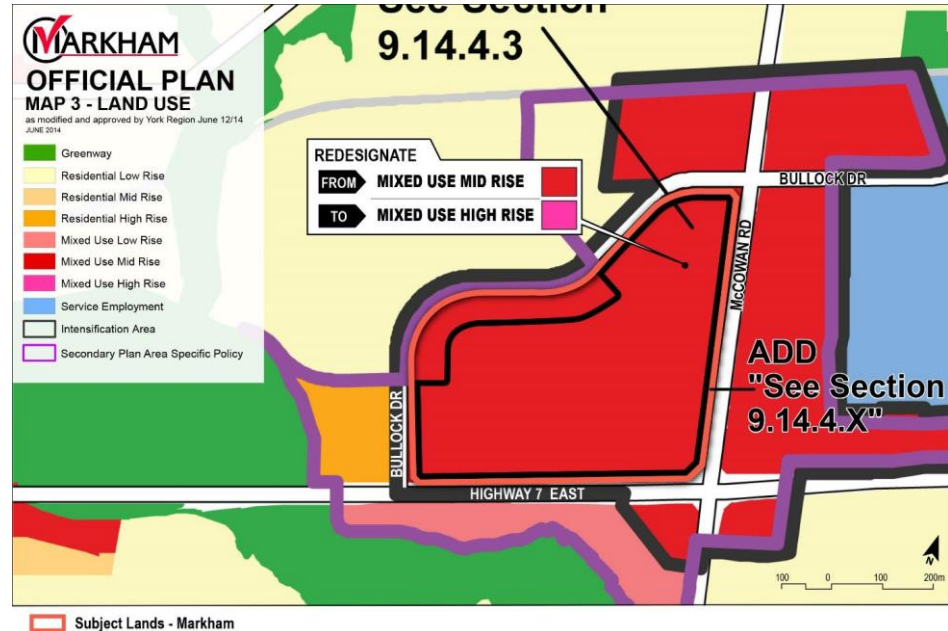 See Section
9.14.4.3
MARKHAM
OFFICIAL PLAN
MAP 3 - LAND USE
as modified and approved by York Region June 12/14
JUNE 2014
Greenway
Residential Low Rise
Residential Mid Rise
Residential High Rise
Mixed Use Low Rise
Mixed Use Mid Rise
Mixed Use High Rise
Service Employment
Intensification Area
Secondary Plan Area Specific Policy
REDESIGNATE
FROM MIXED USE MID RISE
TO MIXED USE HIGH RISE
BULLOCK DR
McCOWAN RD
ADD
"See Section
9.14.4.X"
BULLOCK DR
HIGHWAY 7 EAST
N
100 0 100 200m
Subject Lands - Markham